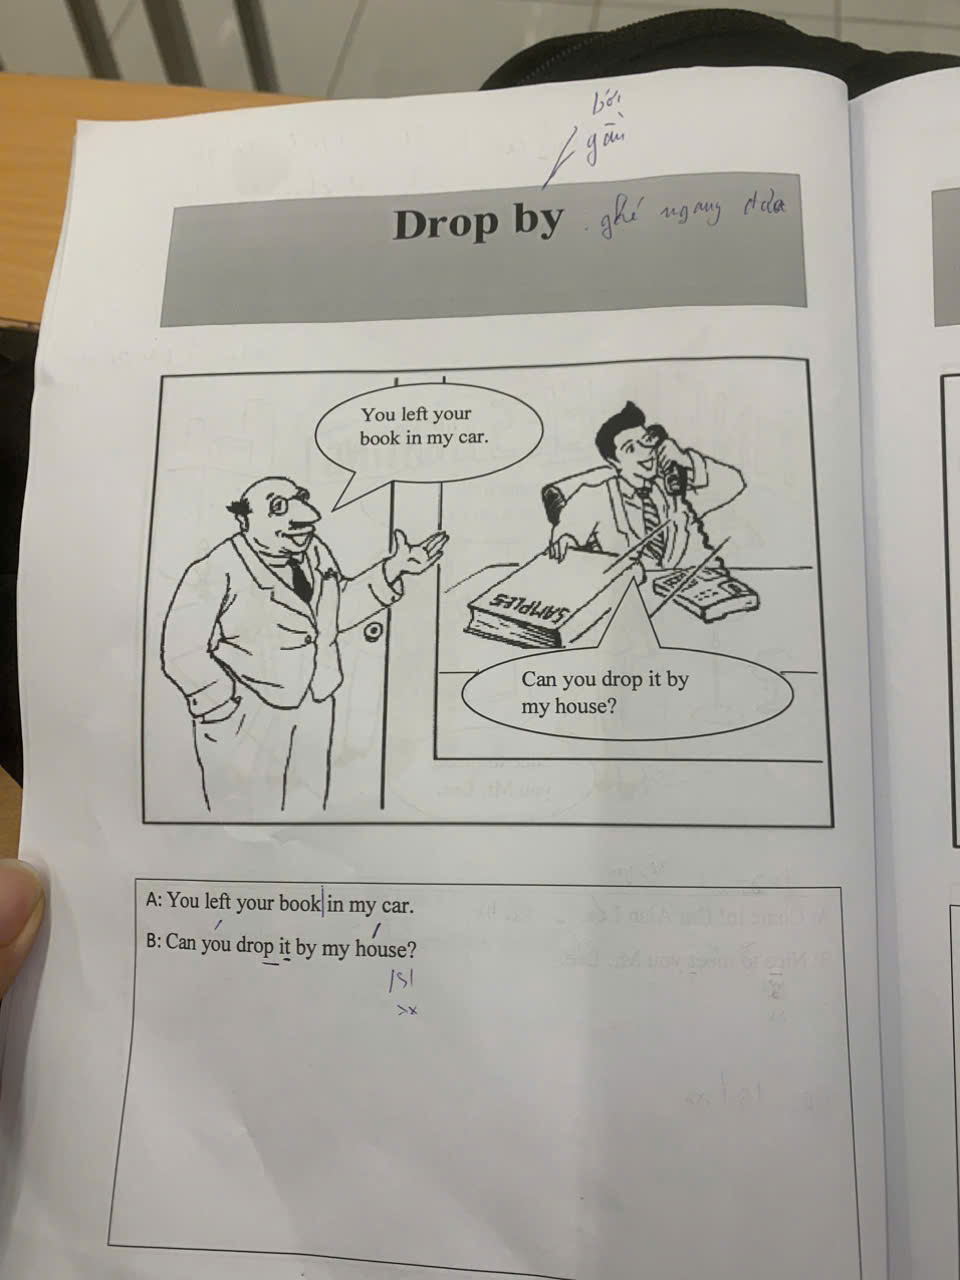 bởi
gần
Drop by : ghé ngang đưa
You left your
book in my car.
SAMPLES
Can you drop it by
my house?
A: You left your book in my car.
B: Can you drop it by my house?
/s/